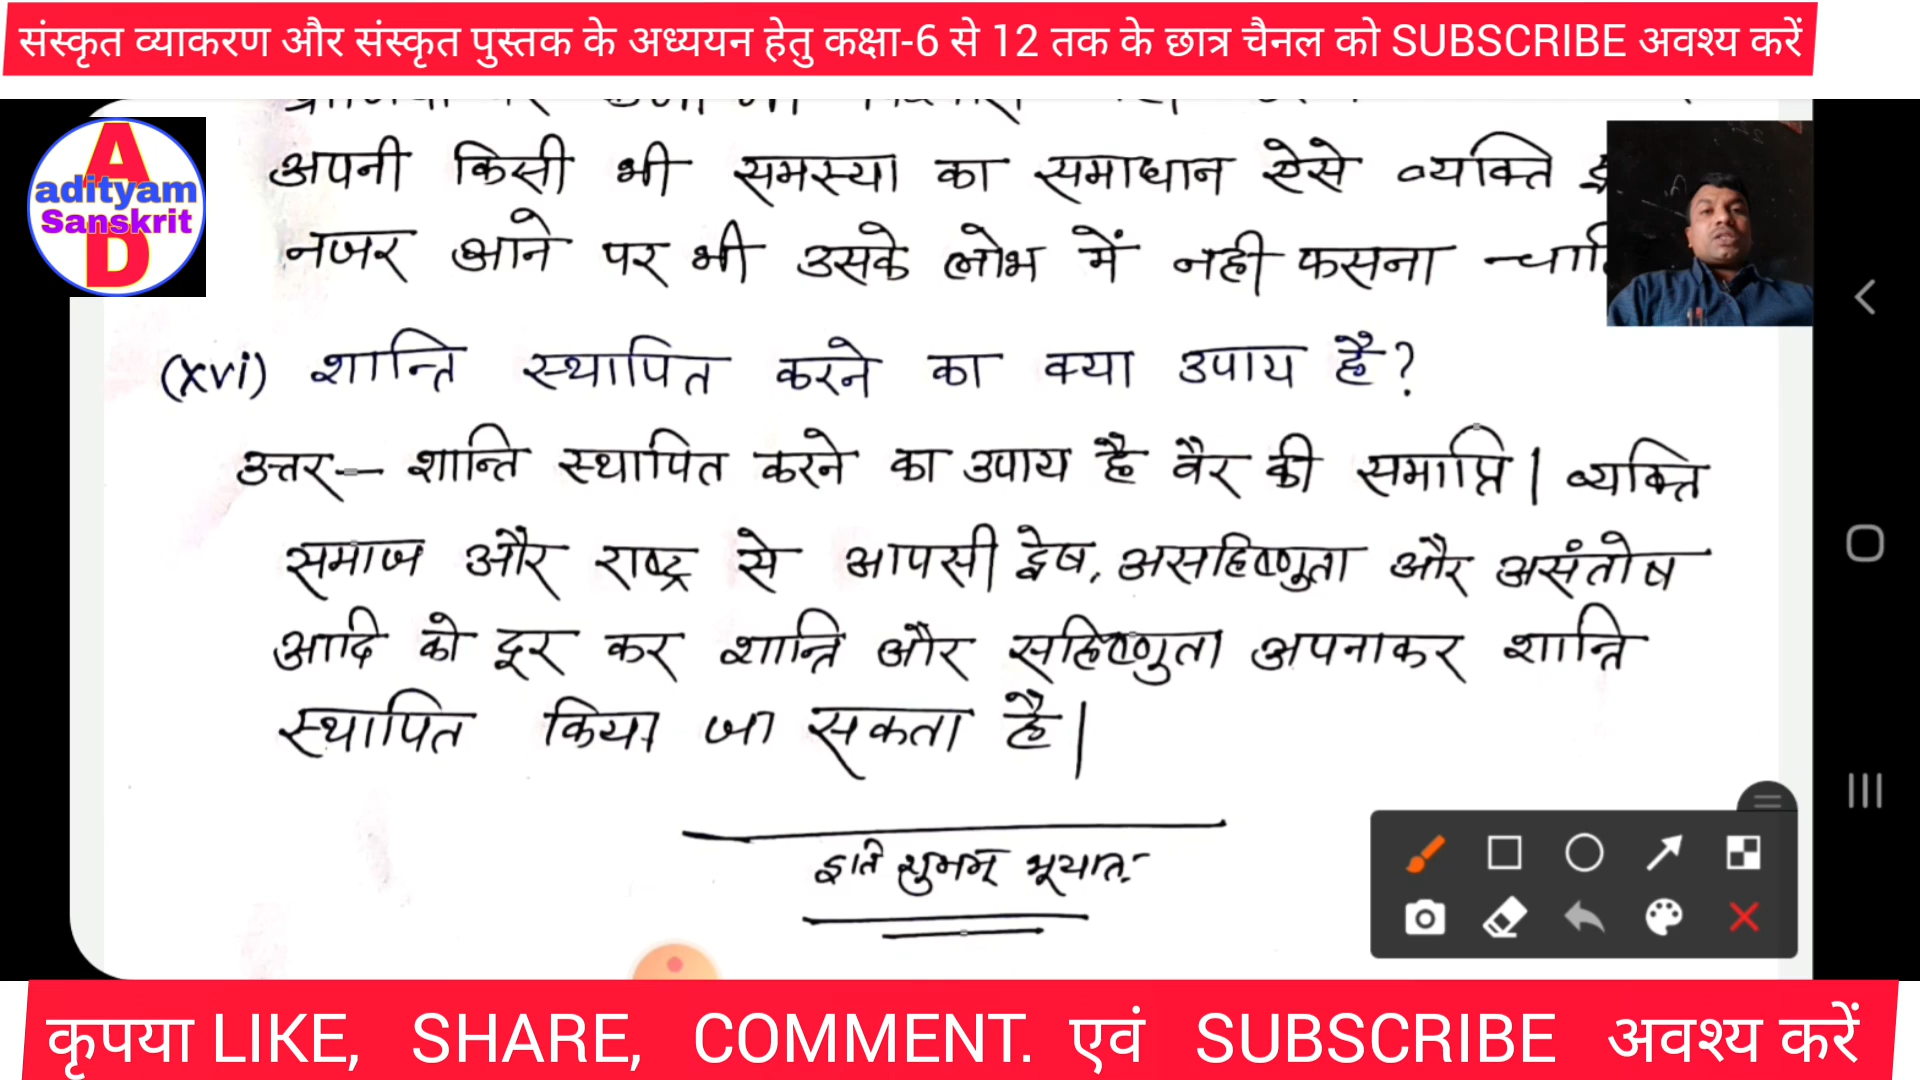 संस्कृत व्याकरण और संस्कृत पुस्तक के अध्ययन हेतु कक्षा-6 से 12 तक के छात्र चैनल को SUBSCRIBE अवश्य करें
A
adityam
Sanskrit
D
अपनी किसी भी समस्या का समाधान ऐसे व्यक्ति
नजर आने पर भी उसके लोभ में नही फसना
(xvi) शान्ति स्थापित करने का क्या उपाय है?
उत्तर— शान्ति स्थापित करने का उपाय है वैर की समाप्ति। व्यक्ति
समाज और राष्ट्र से आपसी द्वेष, असहिष्णुता और असंतोष
आदि को दूर कर शान्ति और सहिष्णुता अपनाकर शान्ति
स्थापित किया जा सकता है।
इति शुभम् भूयात्:
कृपया LIKE, SHARE, COMMENT. एवं SUBSCRIBE अवश्य करें